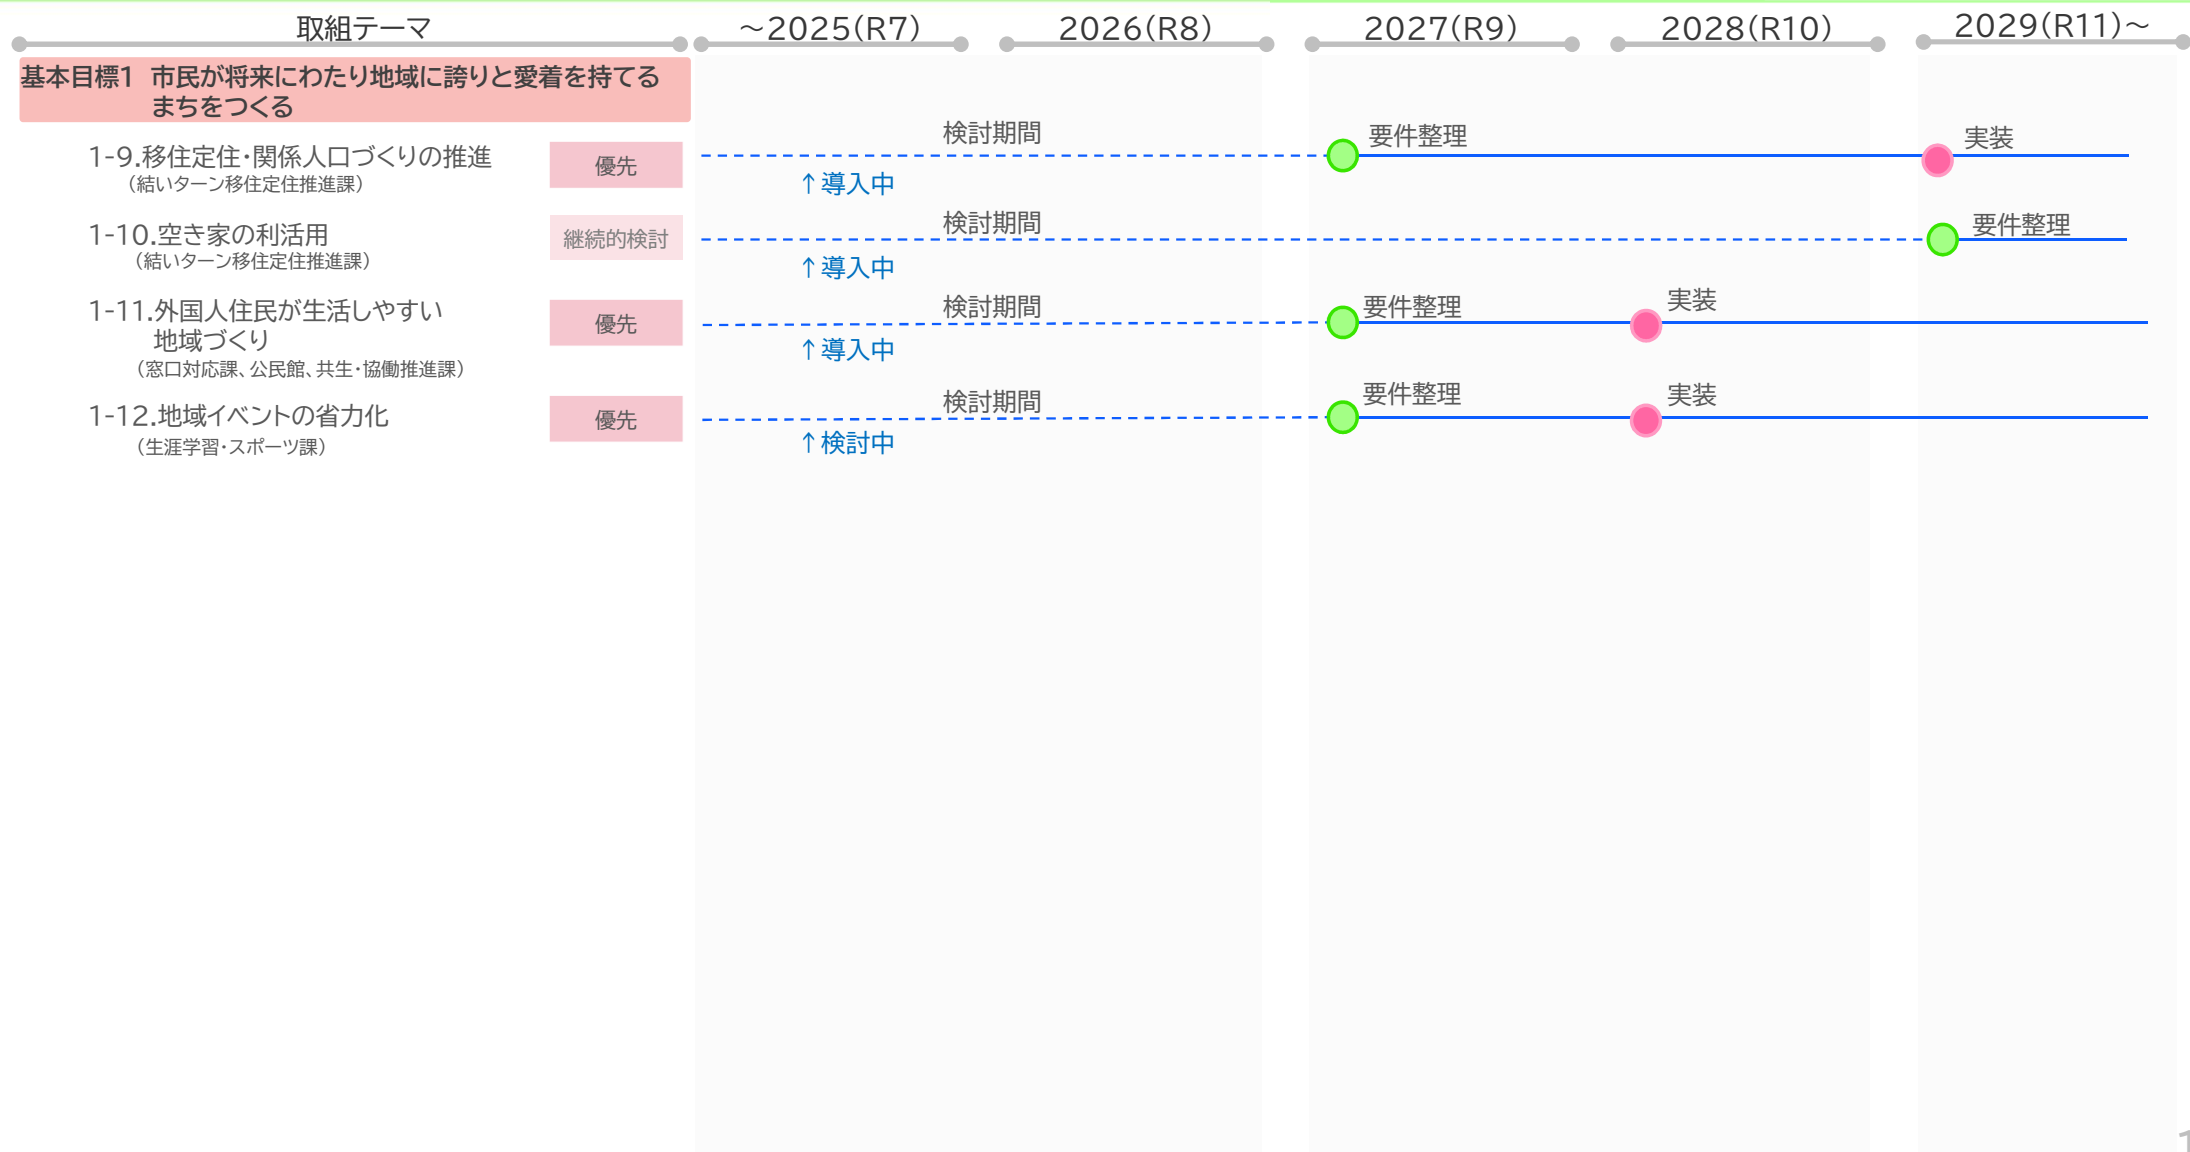 取組テーマ
～2025(R7)
2026(R8)
2027(R9)
2028(R10)
2029(R11)～
基本目標1 市民が将来にわたり地域に誇りと愛着を持てる
まちをつくる
1-9.移住定住・関係人口づくりの推進
(結いターン移住定住推進課)
優先
検討期間
↑導入中
要件整理
実装
1-10.空き家の利活用
(結いターン移住定住推進課)
継続的検討
検討期間
↑導入中
要件整理
1-11.外国人住民が生活しやすい
地域づくり
(窓口対応課、公民館、共生・協働推進課)
優先
検討期間
↑導入中
要件整理
実装
1-12.地域イベントの省力化
(生涯学習・スポーツ課)
優先
検討期間
↑検討中
要件整理
実装